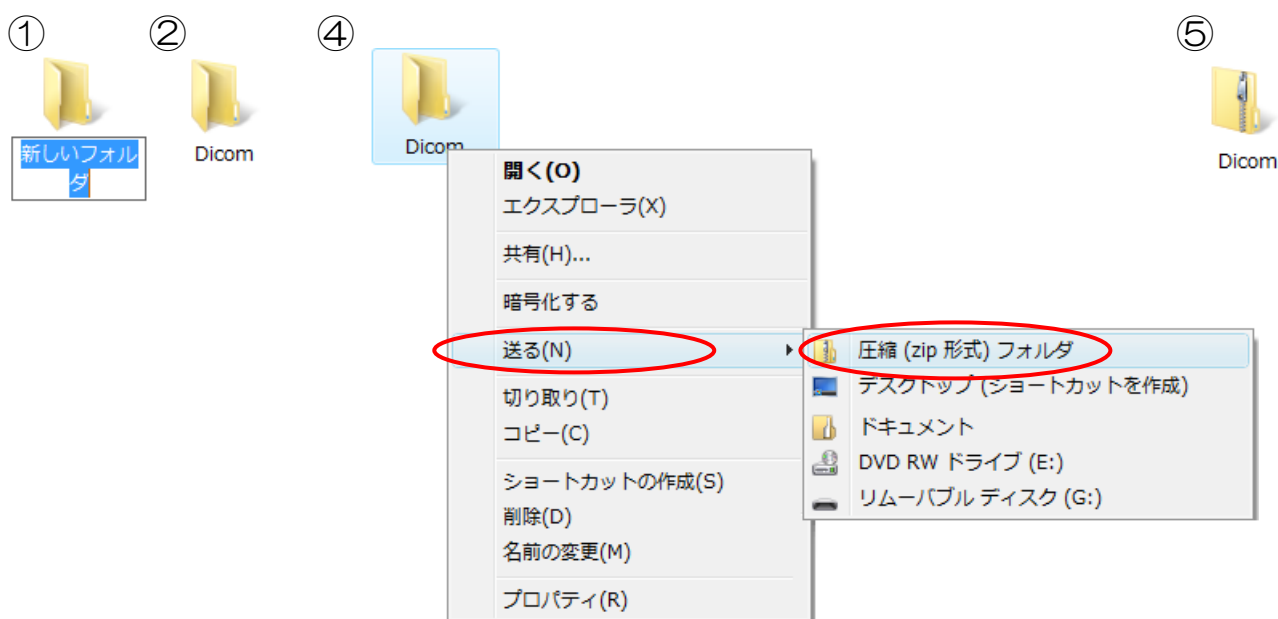 ①
②
④
⑤
新しいフォル
ダ
Dicom
Dicom
Dicom
開く(O)
エクスプローラ(X)
共有(H)...
暗号化する
送る(N)
切り取り(T)
コピー(C)
ショートカットの作成(S)
削除(D)
名前の変更(M)
プロパティ(R)
圧縮 (zip 形式) フォルダ
デスクトップ (ショートカットを作成)
ドキュメント
DVD RW ドライブ (E:)
リムーバブル ディスク (G:)